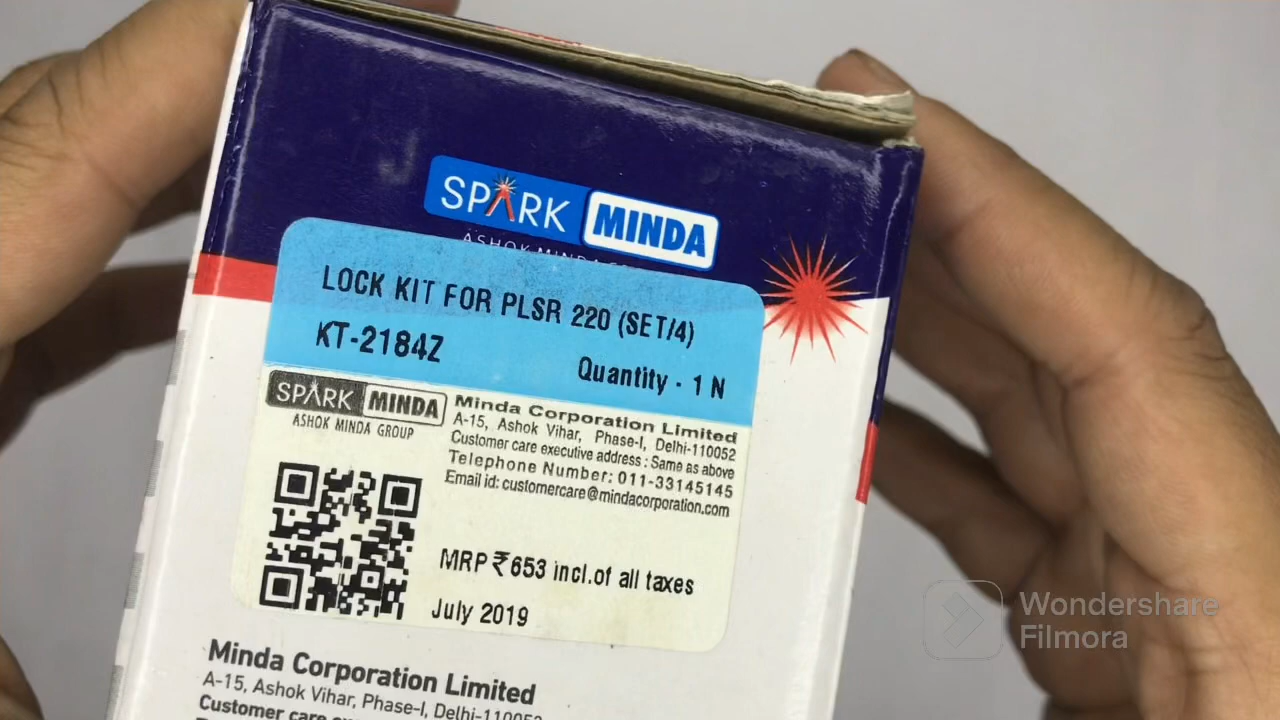 SPARK MINDA
LOCK KIT FOR PLSR 220 (SET/4)
KT-2184Z
Quantity - 1 N
SPARK MINDA
ASHOK MINDA GROUP
Minda Corporation Limited
A-15, Ashok Vihar, Phase-I, Delhi-110052
Customer care executive address : Same as above
Telephone Number: 011-33145145
Email id: customercare@mindacorporation.com
MRP ₹ 653 incl.of all taxes
July 2019
Minda Corporation Limited
A-15, Ashok Vihar, Phase-I, Delhi-110052
Customer care
Wondershare
Filmora